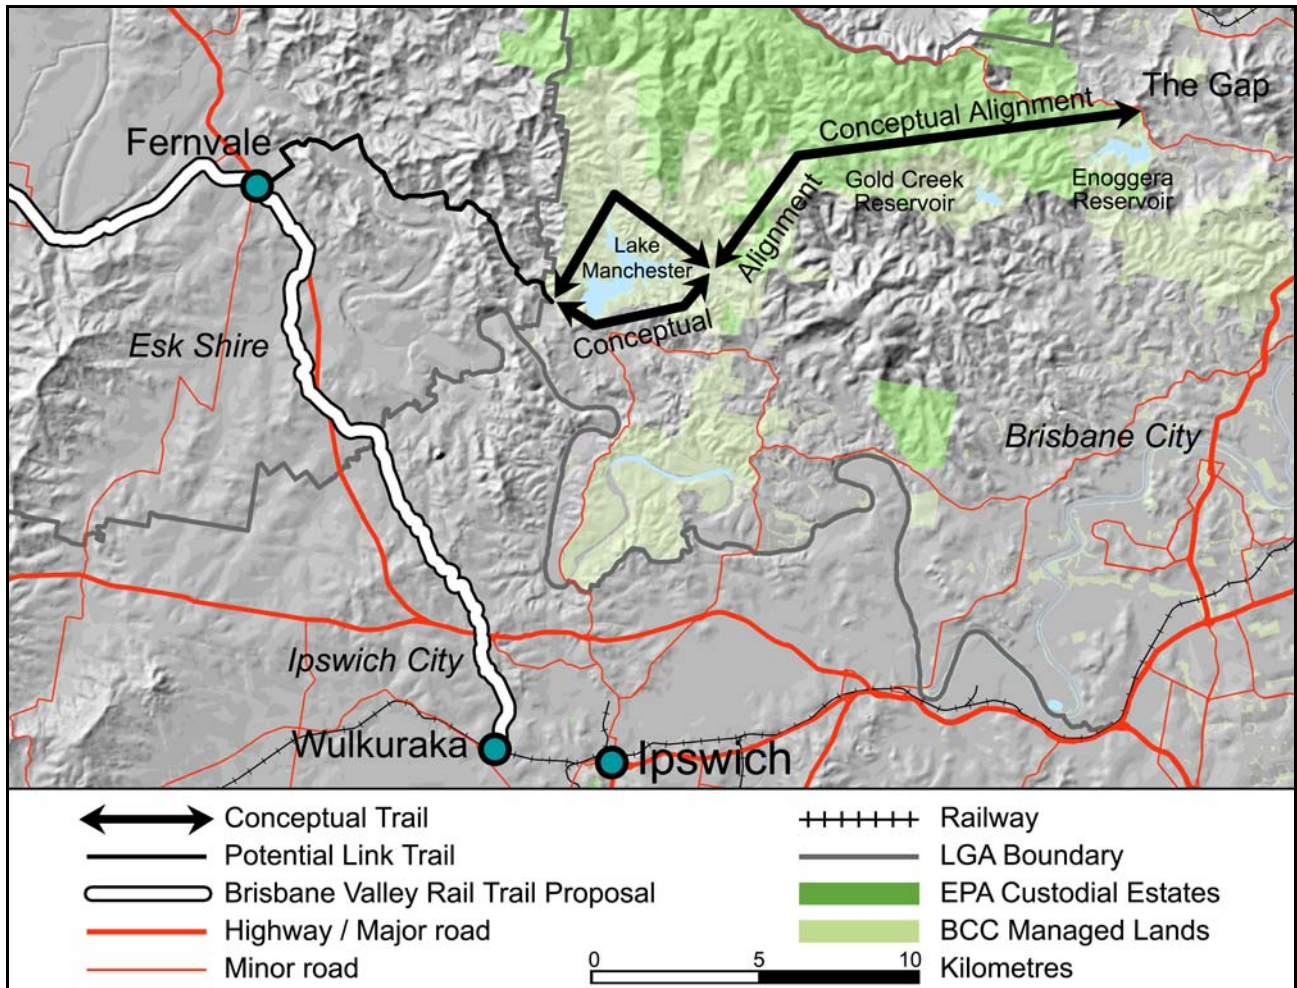 The Gap
Conceptual Alignment
Fernvale
Gold Creek
Reservoir
Enoggera
Reservoir
Alignment
Lake
Manchester
Conceptual
Esk Shire
Brisbane City
Ipswich City
Wulkuraka
Ipswich
Conceptual Trail
Potential Link Trail
Brisbane Valley Rail Trail Proposal
Highway / Major road
Minor road
Railway
LGA Boundary
EPA Custodial Estates
BCC Managed Lands
0 5 10 Kilometres